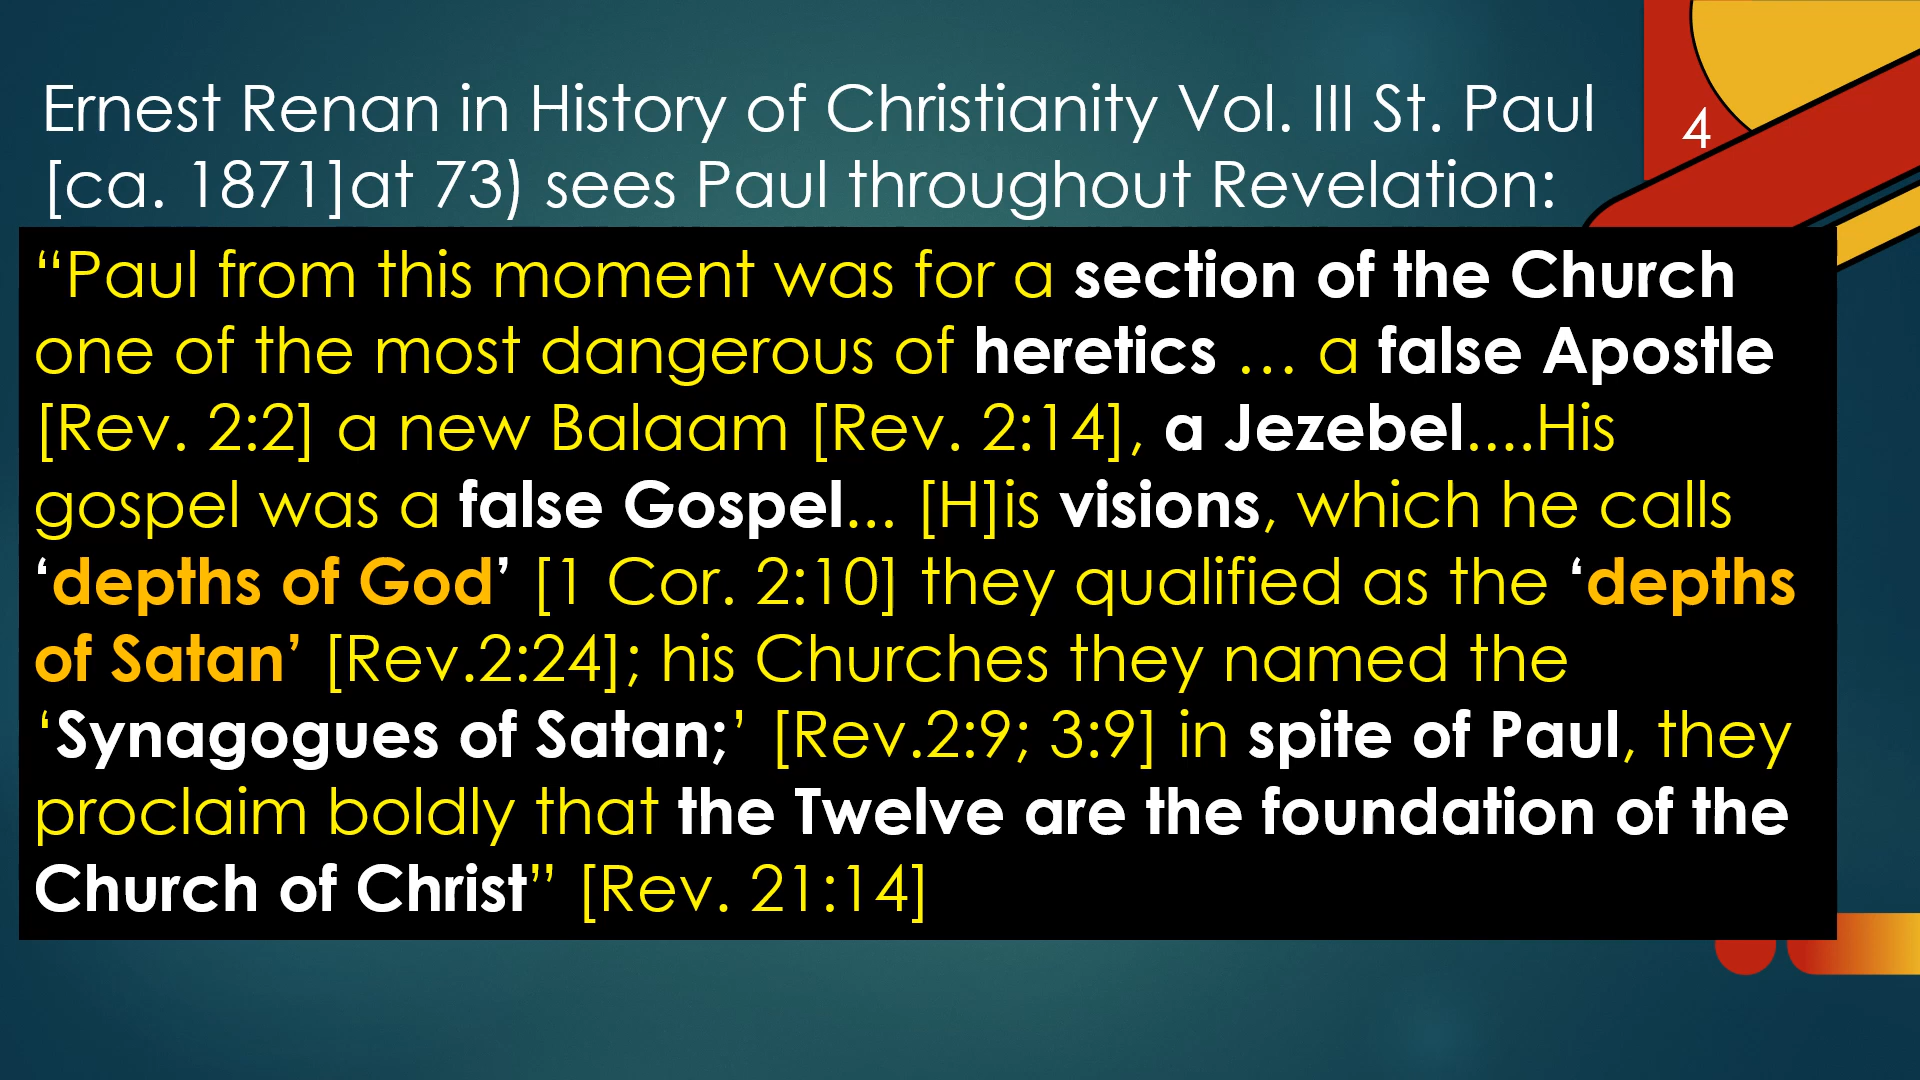 Ernest Renan in History of Christianity Vol. III St. Paul
[ca. 1871]at 73) sees Paul throughout Revelation:
4
“Paul from this moment was for a section of the Church
one of the most dangerous of heretics … a false Apostle
[Rev. 2:2] a new Balaam [Rev. 2:14], a Jezebel....His
gospel was a false Gospel... [H]is visions, which he calls
‘depths of God’ [1 Cor. 2:10] they qualified as the ‘depths
of Satan’ [Rev.2:24]; his Churches they named the
‘Synagogues of Satan;’ [Rev.2:9; 3:9] in spite of Paul, they
proclaim boldly that the Twelve are the foundation of the
Church of Christ” [Rev. 21:14]